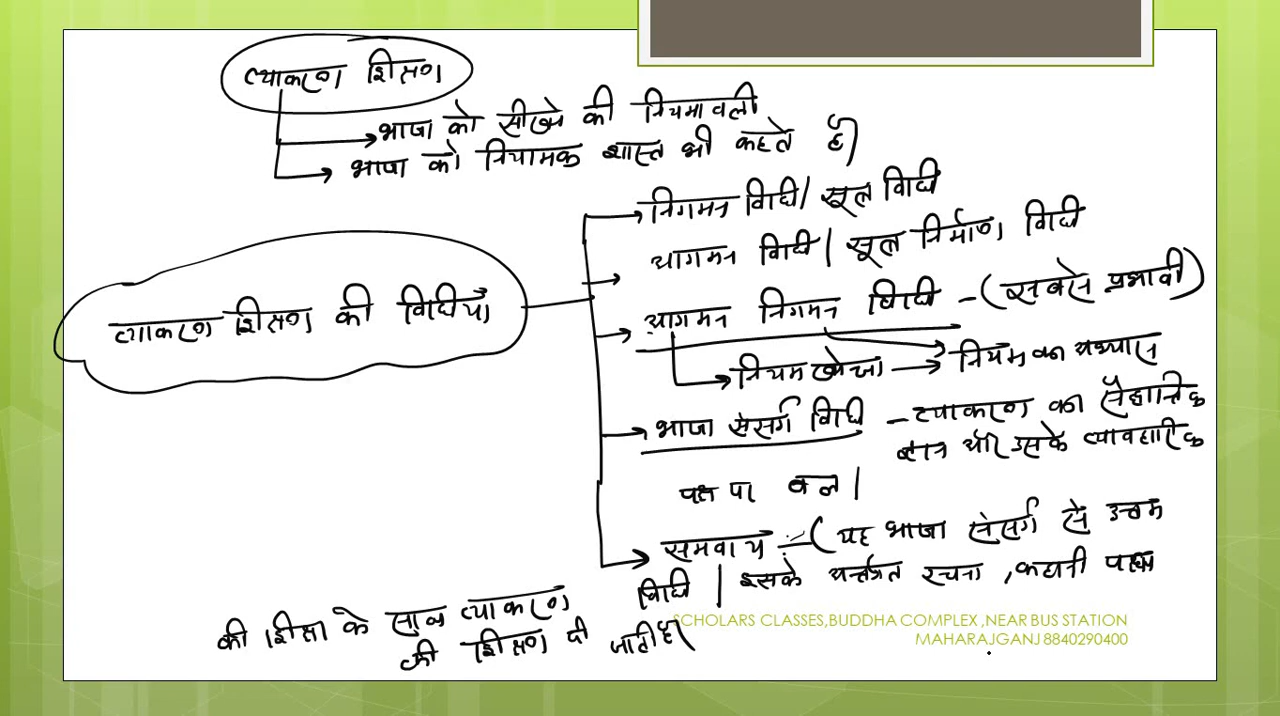 व्याकरण शिक्षण
भाषा को सीखने की नियमावली
भाषा को नियामक शास्त्र भी कहते हैं।
व्याकरण शिक्षण की विधियाँ
निगमन विधि / सूत्र विधि
आगमन विधि / सूत्र निर्माण विधि
आगमन निगमन विधि - (सबसे प्रभावी)
नियम खोजना → नियम का अभ्यास
भाषा संसर्ग विधि - व्याकरण का सैद्धान्तिक
ज्ञान और उसके व्यावहारिक
पक्ष पर बल।
समवाय :- (यह भाषा संसर्ग से उत्तम
विधि | इसके अन्तर्गत रचना, कहानी
की शिक्षा के साथ व्याकरण
की शिक्षण दी जाती है।
SCHOLARS CLASSES,BUDDHA COMPLEX ,NEAR BUS STATION
MAHARAJGANJ 8840290400